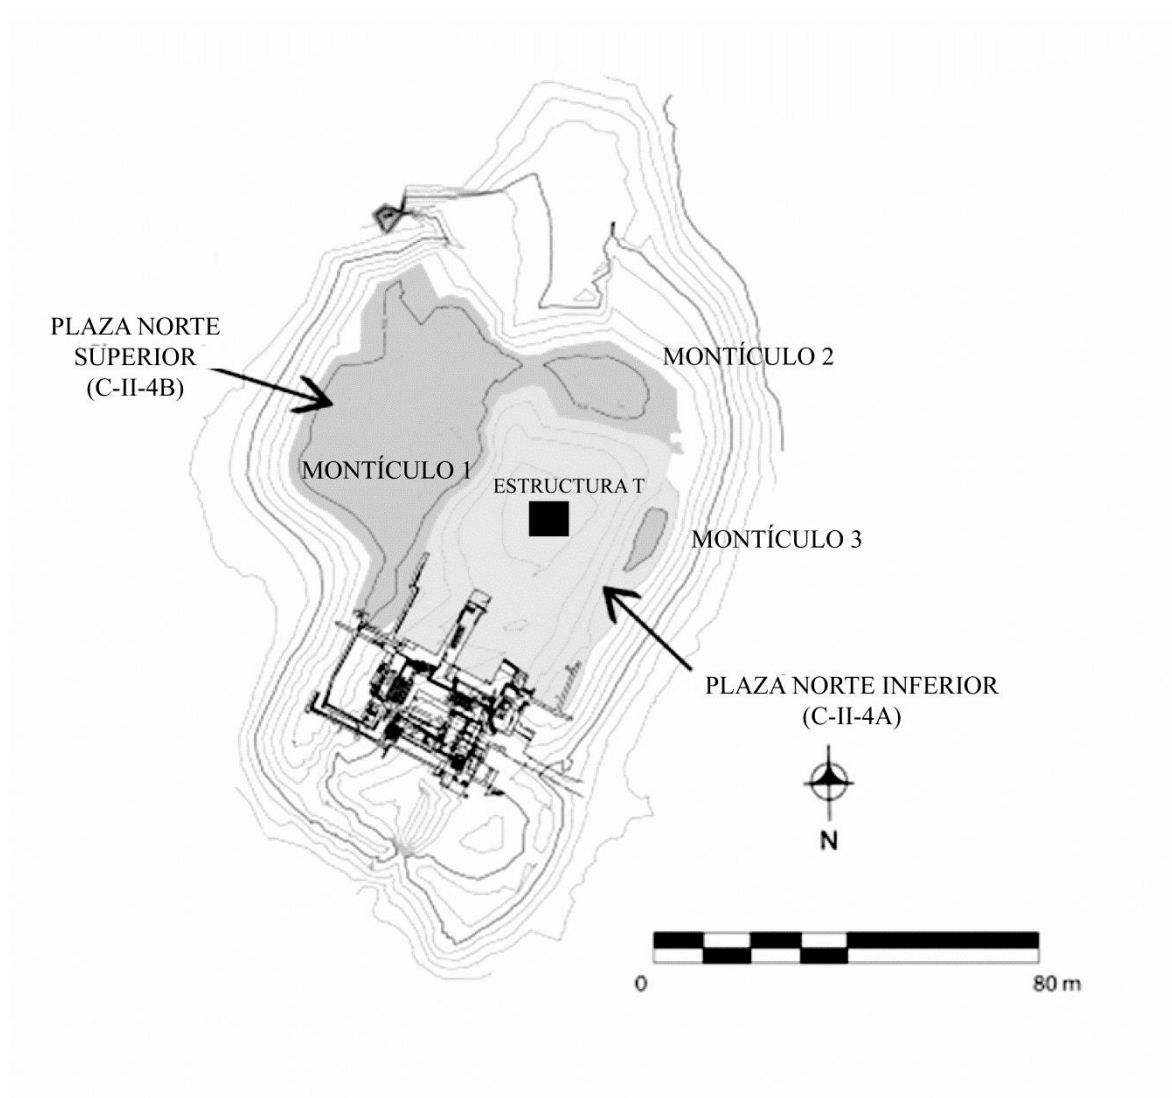 PLAZA NORTE
SUPERIOR
(C-II-4B)
MONTÍCULO 2
MONTÍCULO 1
ESTRUCTURA T
MONTÍCULO 3
PLAZA NORTE INFERIOR
(C-II-4A)
N
0
80 m